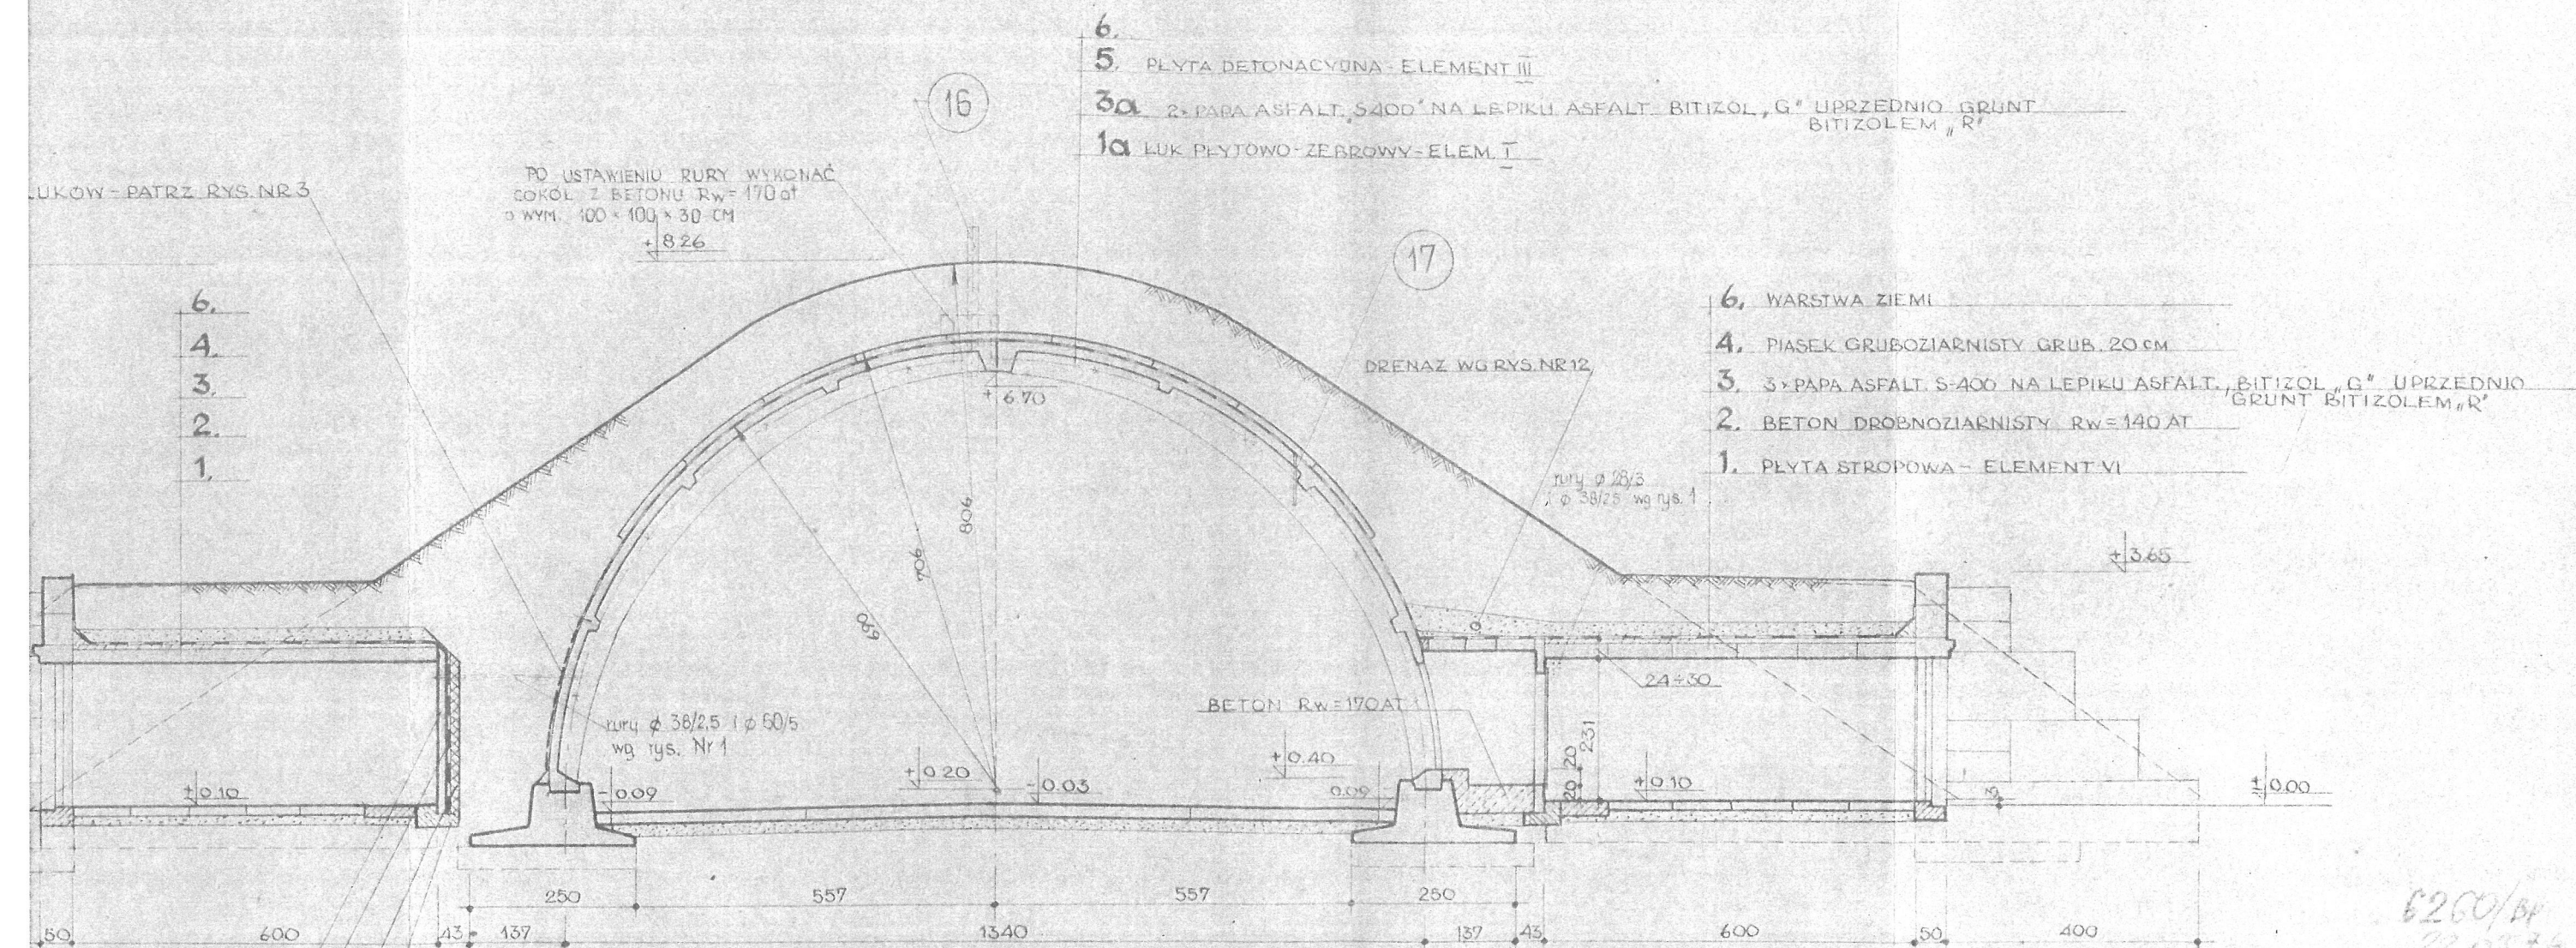 6.
5. PŁYTA DETONACYJNA - ELEMENT III
3a 2× PAPA ASFALT. „S400" NA LEPIKU ASFALT. BITIZOL „G" UPRZEDNIO GRUNT
BITIZOLEM „R"
1a ŁUK PŁYTOWO-ŻEBROWY-ELEM. I
16
PO USTAWIENIU RURY WYKONAĆ
COKÓŁ Z BETONU Rw = 170 at
o WYM. 100 × 100 × 30 CM
+8.26
ŁUKÓW - PATRZ RYS. NR 3
17
6.
4.
3.
2.
1.
6. WARSTWA ZIEMI
4. PIASEK GRUBOZIARNISTY GRUB. 20 CM
3. 3× PAPA ASFALT. S-400 NA LEPIKU ASFALT., BITIZOL „G" UPRZEDNIO
GRUNT BITIZOLEM „R"
2. BETON DROBNOZIARNISTY Rw = 140 AT
1. PŁYTA STROPOWA - ELEMENT VI
DRENAŻ WG RYS. NR 12
+6.70
rury ø 28/3
i ø 38/25 wg rys. 1
806
706
680
+3.65
24÷30
BETON Rw = 170 AT
rury ø 38/2,5 i ø 60/5
wg rys. Nr 1
231
20
20
+0.40
+0.20
-0.03
-0.09
0.09
+0.10
+0.10
3
±0.00
250
557
557
250
50
600
43
137
1340
137
43
600
50
400
6260/BP